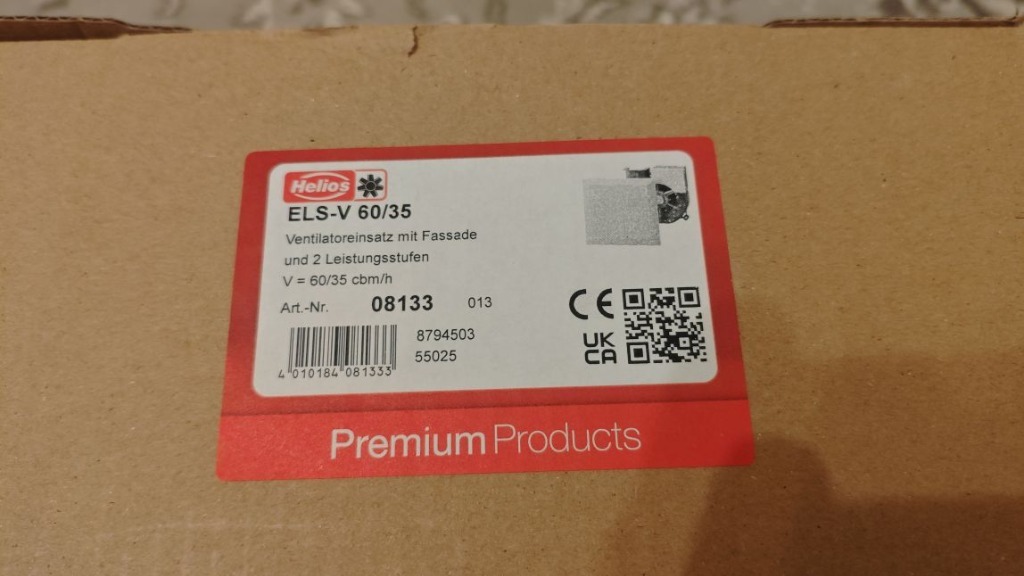 Helios
ELS-V 60/35
Ventilatoreinsatz mit Fassade
und 2 Leistungsstufen
V = 60/35 cbm/h
Art.-Nr. 08133 013
8794503
55025
4 010184 081333
CE
UK
CA
Premium Products